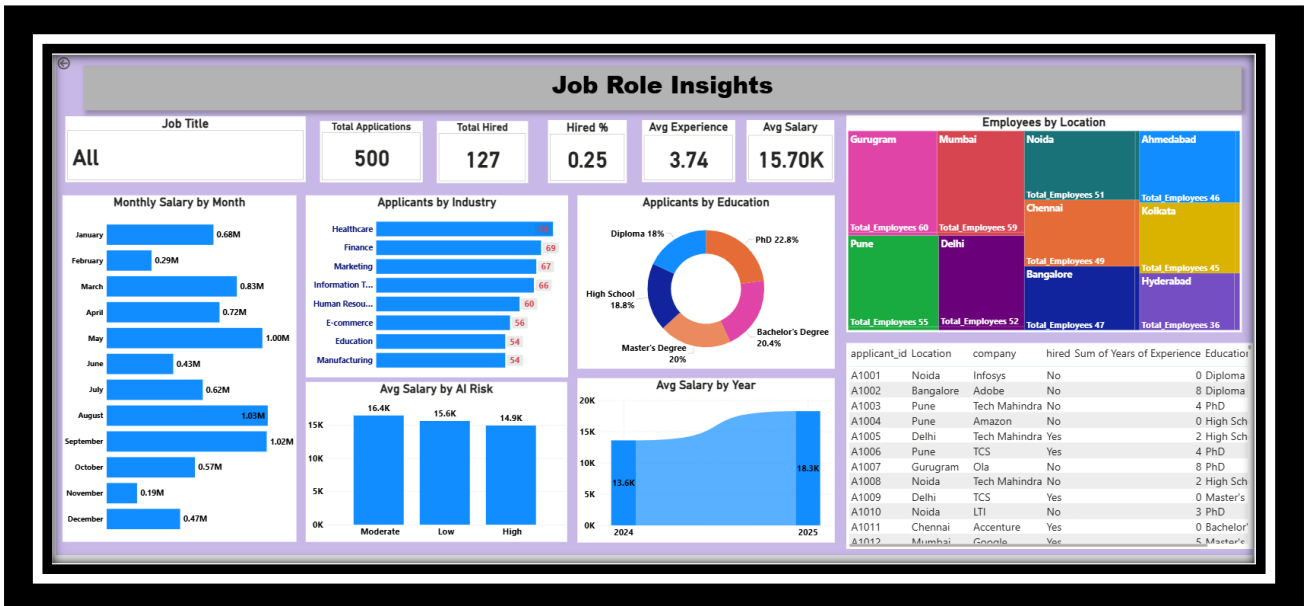 Job Role Insights
Job Title
All
Total Applications
500
Total Hired
127
Hired %
0.25
Avg Experience
3.74
Avg Salary
15.70K
Employees by Location
Gurugram
Total_Employees 60
Mumbai
Total_Employees 59
Noida
Total_Employees 51
Ahmedabad
Total_Employees 46
Pune
Total_Employees 55
Delhi
Total_Employees 52
Chennai
Total_Employees 49
Bangalore
Total_Employees 47
Kolkata
Total_Employees 45
Hyderabad
Total_Employees 36
Monthly Salary by Month
January 0.68M
February 0.29M
March 0.83M
April 0.72M
May 1.00M
June 0.43M
July 0.62M
August 1.03M
September 1.02M
October 0.57M
November 0.19M
December 0.47M
Applicants by Industry
Healthcare
Finance 69
Marketing 67
Information T... 66
Human Resou... 60
E-commerce 56
Education 54
Manufacturing 54
Applicants by Education
Diploma 18%
PhD 22.8%
High School
18.8%
Bachelor's Degree
20.4%
Master's Degree
20%
Avg Salary by AI Risk
16.4K
15.6K
14.9K
15K
10K
5K
0K
Moderate Low High
Avg Salary by Year
20K
15K
10K
5K
0K
13.6K
18.3K
2024 2025
applicant_id Location company hired Sum of Years of Experience Education
A1001 Noida Infosys No 0 Diploma
A1002 Bangalore Adobe No 8 Diploma
A1003 Pune Tech Mahindra No 4 PhD
A1004 Pune Amazon No 0 High Sch
A1005 Delhi Tech Mahindra Yes 2 High Sch
A1006 Pune TCS Yes 4 PhD
A1007 Gurugram Ola No 8 PhD
A1008 Noida Tech Mahindra No 2 High Sch
A1009 Delhi TCS Yes 0 Master's
A1010 Noida LTI No 3 PhD
A1011 Chennai Accenture Yes 0 Bachelor'
A1012 Mumbai Google Yes 5 Master's